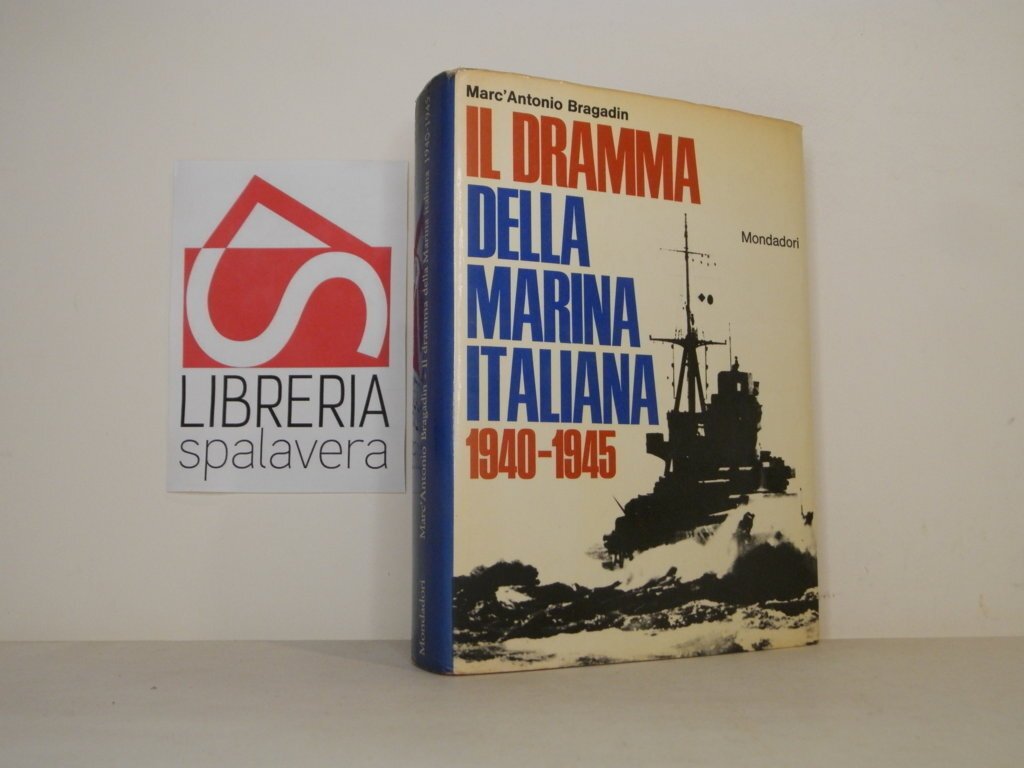 LIBRERIA
spalavera
Mondadori Marc'Antonio Bragadin - Il dramma della Marina italiana 1940-1945
Marc'Antonio Bragadin
IL DRAMMA
DELLA
MARINA
ITALIANA
1940-1945
Mondadori